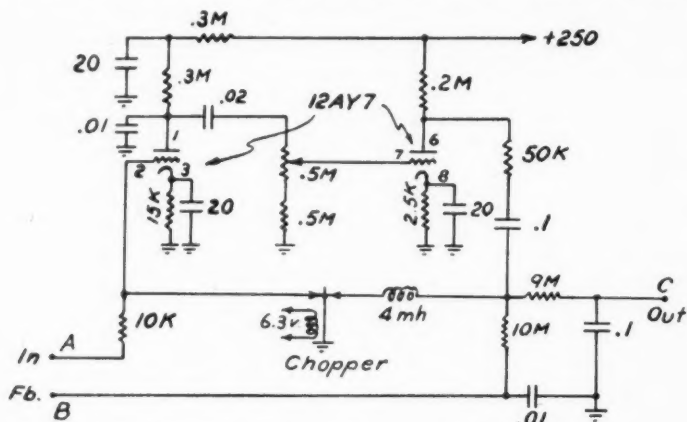 .3M
+250
20
.3M
.2M
.02
12AY7
.01
1
6
7
50K
2
3
.5M
8
15K
20
.5M
2.5K
20
.1
9M
C
Out
10K
6.3v.
4mh
10M
.1
Chopper
In A
Fb.
B
.01